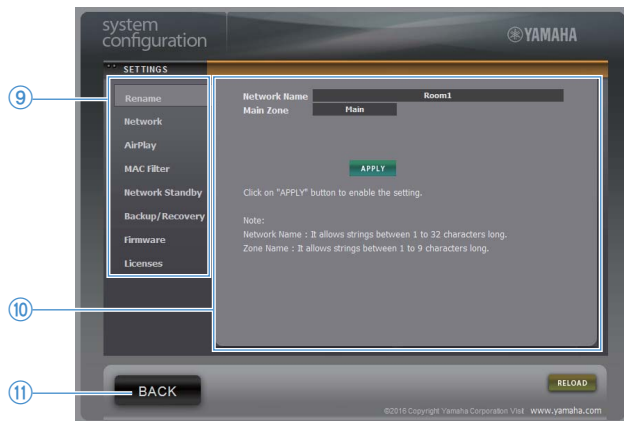 system
configuration
YAMAHA
SETTINGS
9
Rename
Network
AirPlay
MAC Filter
Network Standby
Backup/Recovery
Firmware
Licenses
Network Name Room1
Main Zone Main
APPLY
Click on "APPLY" button to enable the setting.
Note:
Network Name : It allows strings between 1 to 32 characters long.
Zone Name : It allows strings between 1 to 9 characters long.
10
11
BACK
RELOAD
©2016 Copyright Yamaha Corporation Visit www.yamaha.com